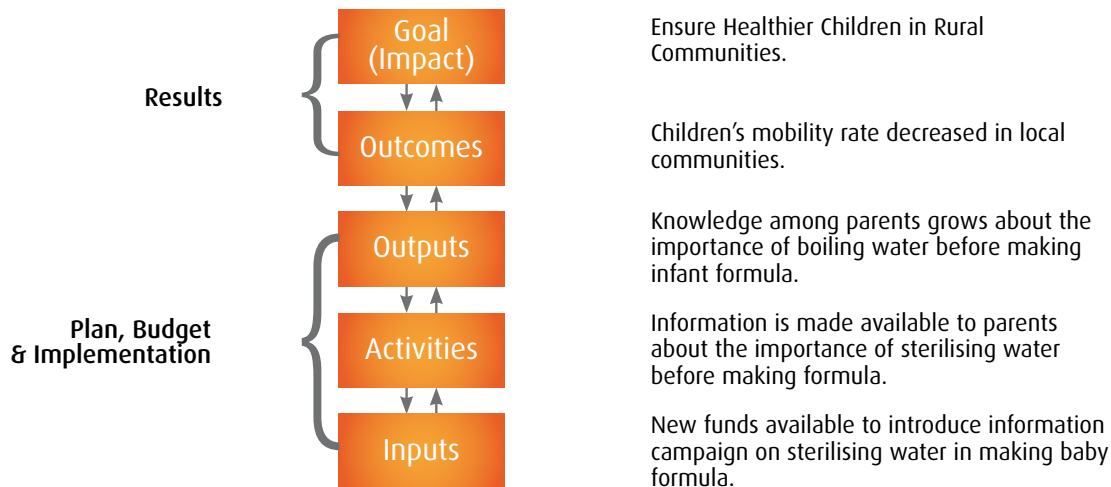 Goal
(Impact)
Ensure Healthier Children in Rural
Communities.
Results
Outcomes
Children’s mobility rate decreased in local
communities.
Outputs
Knowledge among parents grows about the
importance of boiling water before making
infant formula.
Plan, Budget
& Implementation
Activities
Information is made available to parents
about the importance of sterilising water
before making formula.
Inputs
New funds available to introduce information
campaign on sterilising water in making baby
formula.